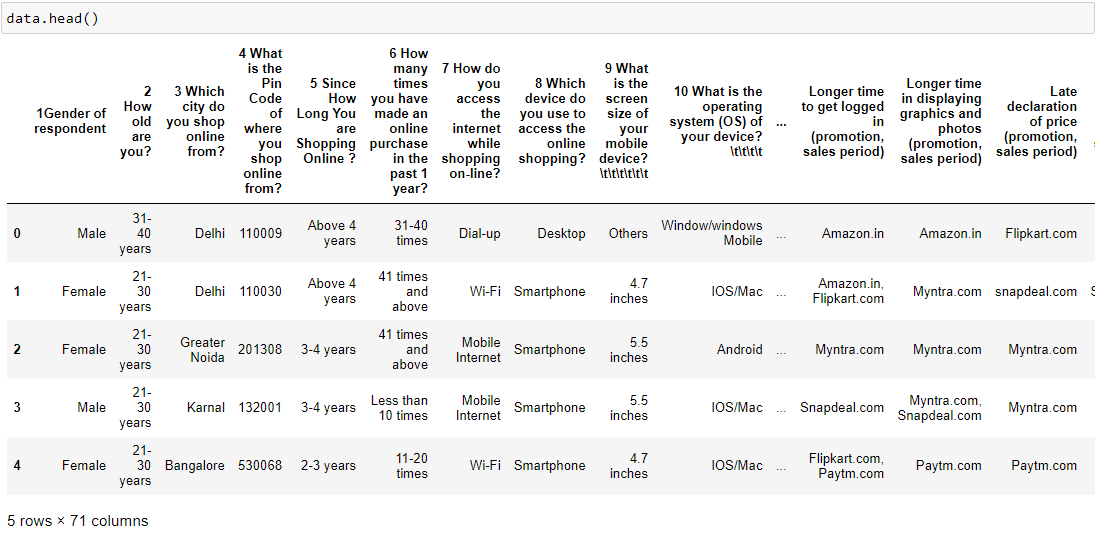 data.head()
1Gender of respondent	2 How old are you?	3 Which city do you shop online from?	4 What is the Pin Code of where you shop online from?	5 Since How Long You are Shopping Online ?	6 How many times you have made an online purchase in the past 1 year?	7 How do you access the internet while shopping on-line?	8 Which device do you use to access the online shopping?	9 What is the screen size of your mobile device? \t\t\t\t\t\t	10 What is the operating system (OS) of your device? \t\t\t\t	...	Longer time to get logged in (promotion, sales period)	Longer time in displaying graphics and photos (promotion, sales period)	Late declaration of price (promotion, sales period)
0	Male	31-40 years	Delhi	110009	Above 4 years	31-40 times	Dial-up	Desktop	Others	Window/windows Mobile	...	Amazon.in	Amazon.in	Flipkart.com
1	Female	21-30 years	Delhi	110030	Above 4 years	41 times and above	Wi-Fi	Smartphone	4.7 inches	IOS/Mac	...	Amazon.in, Flipkart.com	Myntra.com	snapdeal.com
2	Female	21-30 years	Greater Noida	201308	3-4 years	41 times and above	Mobile Internet	Smartphone	5.5 inches	Android	...	Myntra.com	Myntra.com	Myntra.com
3	Male	21-30 years	Karnal	132001	3-4 years	Less than 10 times	Mobile Internet	Smartphone	5.5 inches	IOS/Mac	...	Snapdeal.com	Myntra.com, Snapdeal.com	Myntra.com
4	Female	21-30 years	Bangalore	530068	2-3 years	11-20 times	Wi-Fi	Smartphone	4.7 inches	IOS/Mac	...	Flipkart.com, Paytm.com	Paytm.com	Paytm.com
5 rows × 71 columns